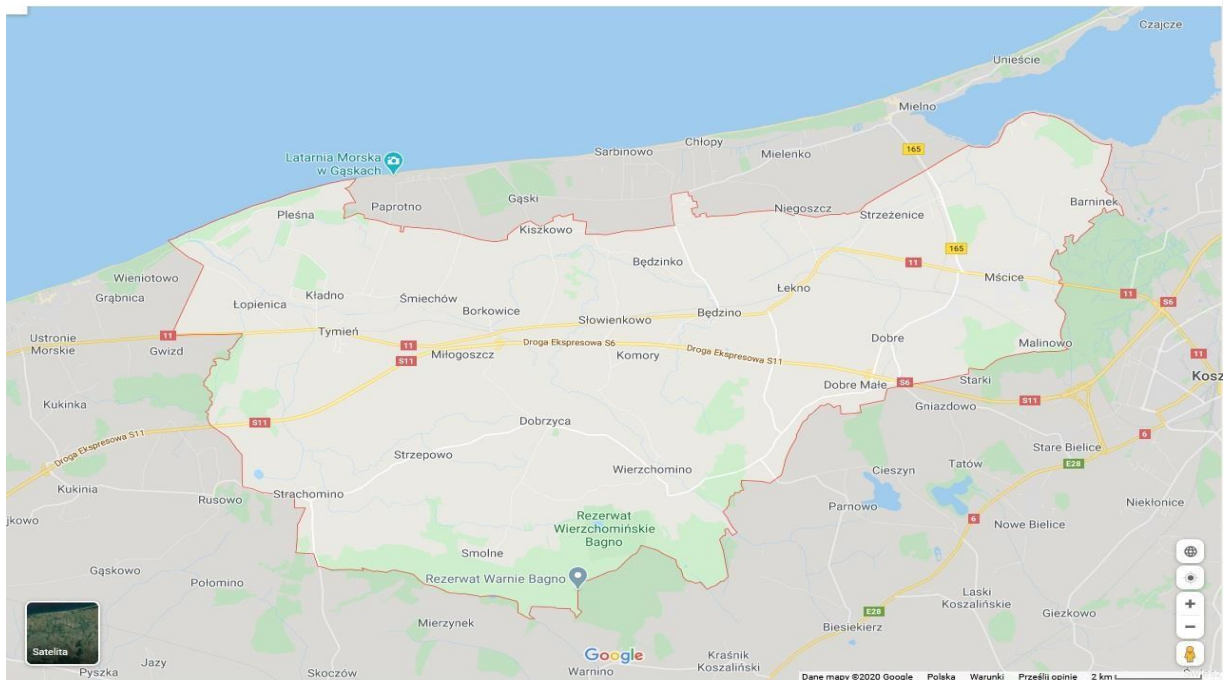 Czajcze
Unieście
Mielno
Chłopy
165
Sarbinowo
Mielenko
Latarnia Morska
w Gąskach
Gąski
Paprotno
Pleśna
Niegoszcz
Strzeżenice
Barninek
Kiszkowo
165
Będzinko
11
Wieniotowo
Mścice
Grąbnica
Kładno
Śmiechów
Łekno
11
S6
Łopienica
Borkowice
Słowienkowo
Będzino
Ustronie
Morskie
11
Tymień
11
Droga Ekspresowa S6
Dobre
Malinowo
Gwizd
S11
Miłogoszcz
Komory
Droga Ekspresowa S11
11
Kosz
Dobre Małe
S6
Starki
Kukinka
S11
Gniazdowo
S11
Dobrzyca
6
Droga Ekspresowa S11
Strzepowo
Stare Bielice
Wierzchomino
Cieszyn
Tatów
E28
Kukinia
Rusowo
Strachomino
Parnowo
Niekłonice
jkowo
Rezerwat
Wierzchomińskie
Bagno
6
Nowe Bielice
Smolne
Gąskowo
Połomino
Rezerwat Warnie Bagno
Laski
Koszalińskie
E28
Giezkowo
Mierzynek
Biesiekierz
Satelita
Google
Kraśnik
Koszaliński
Jazy
Pyszka
Skoczów
Warnino
Dane mapy ©2020 Google Polska Warunki Prześlij opinię 2 km